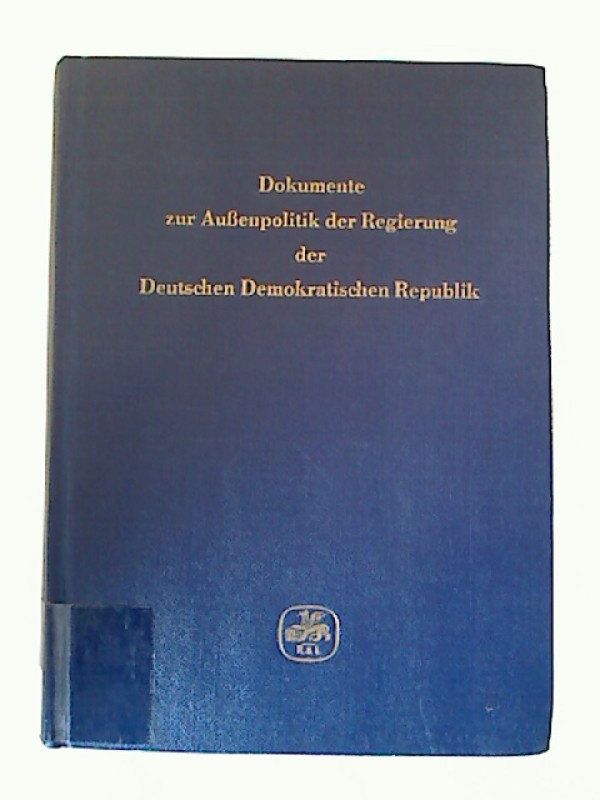 Dokumente
zur Außenpolitik der Regierung
der
Deutschen Demokratischen Republik
R & L